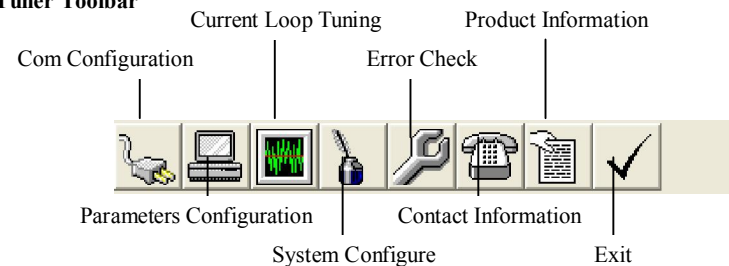 Tuner Toolbar
Current Loop Tuning
Product Information
Com Configuration
Error Check
Parameters Configuration
Contact Information
System Configure
Exit